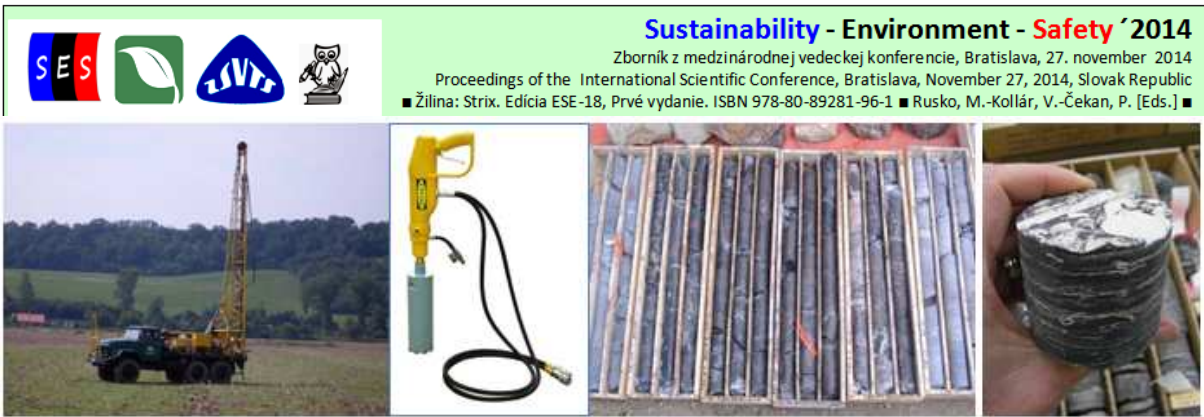 SES
ZSVTS
Sustainability - Environment - Safety ´2014
Zborník z medzinárodnej vedeckej konferencie, Bratislava, 27. november 2014
Proceedings of the International Scientific Conference, Bratislava, November 27, 2014, Slovak Republic
■ Žilina: Strix. Edícia ESE-18, Prvé vydanie. ISBN 978-80-89281-96-1 ■ Rusko, M.-Kollár, V.-Čekan, P. [Eds.] ■